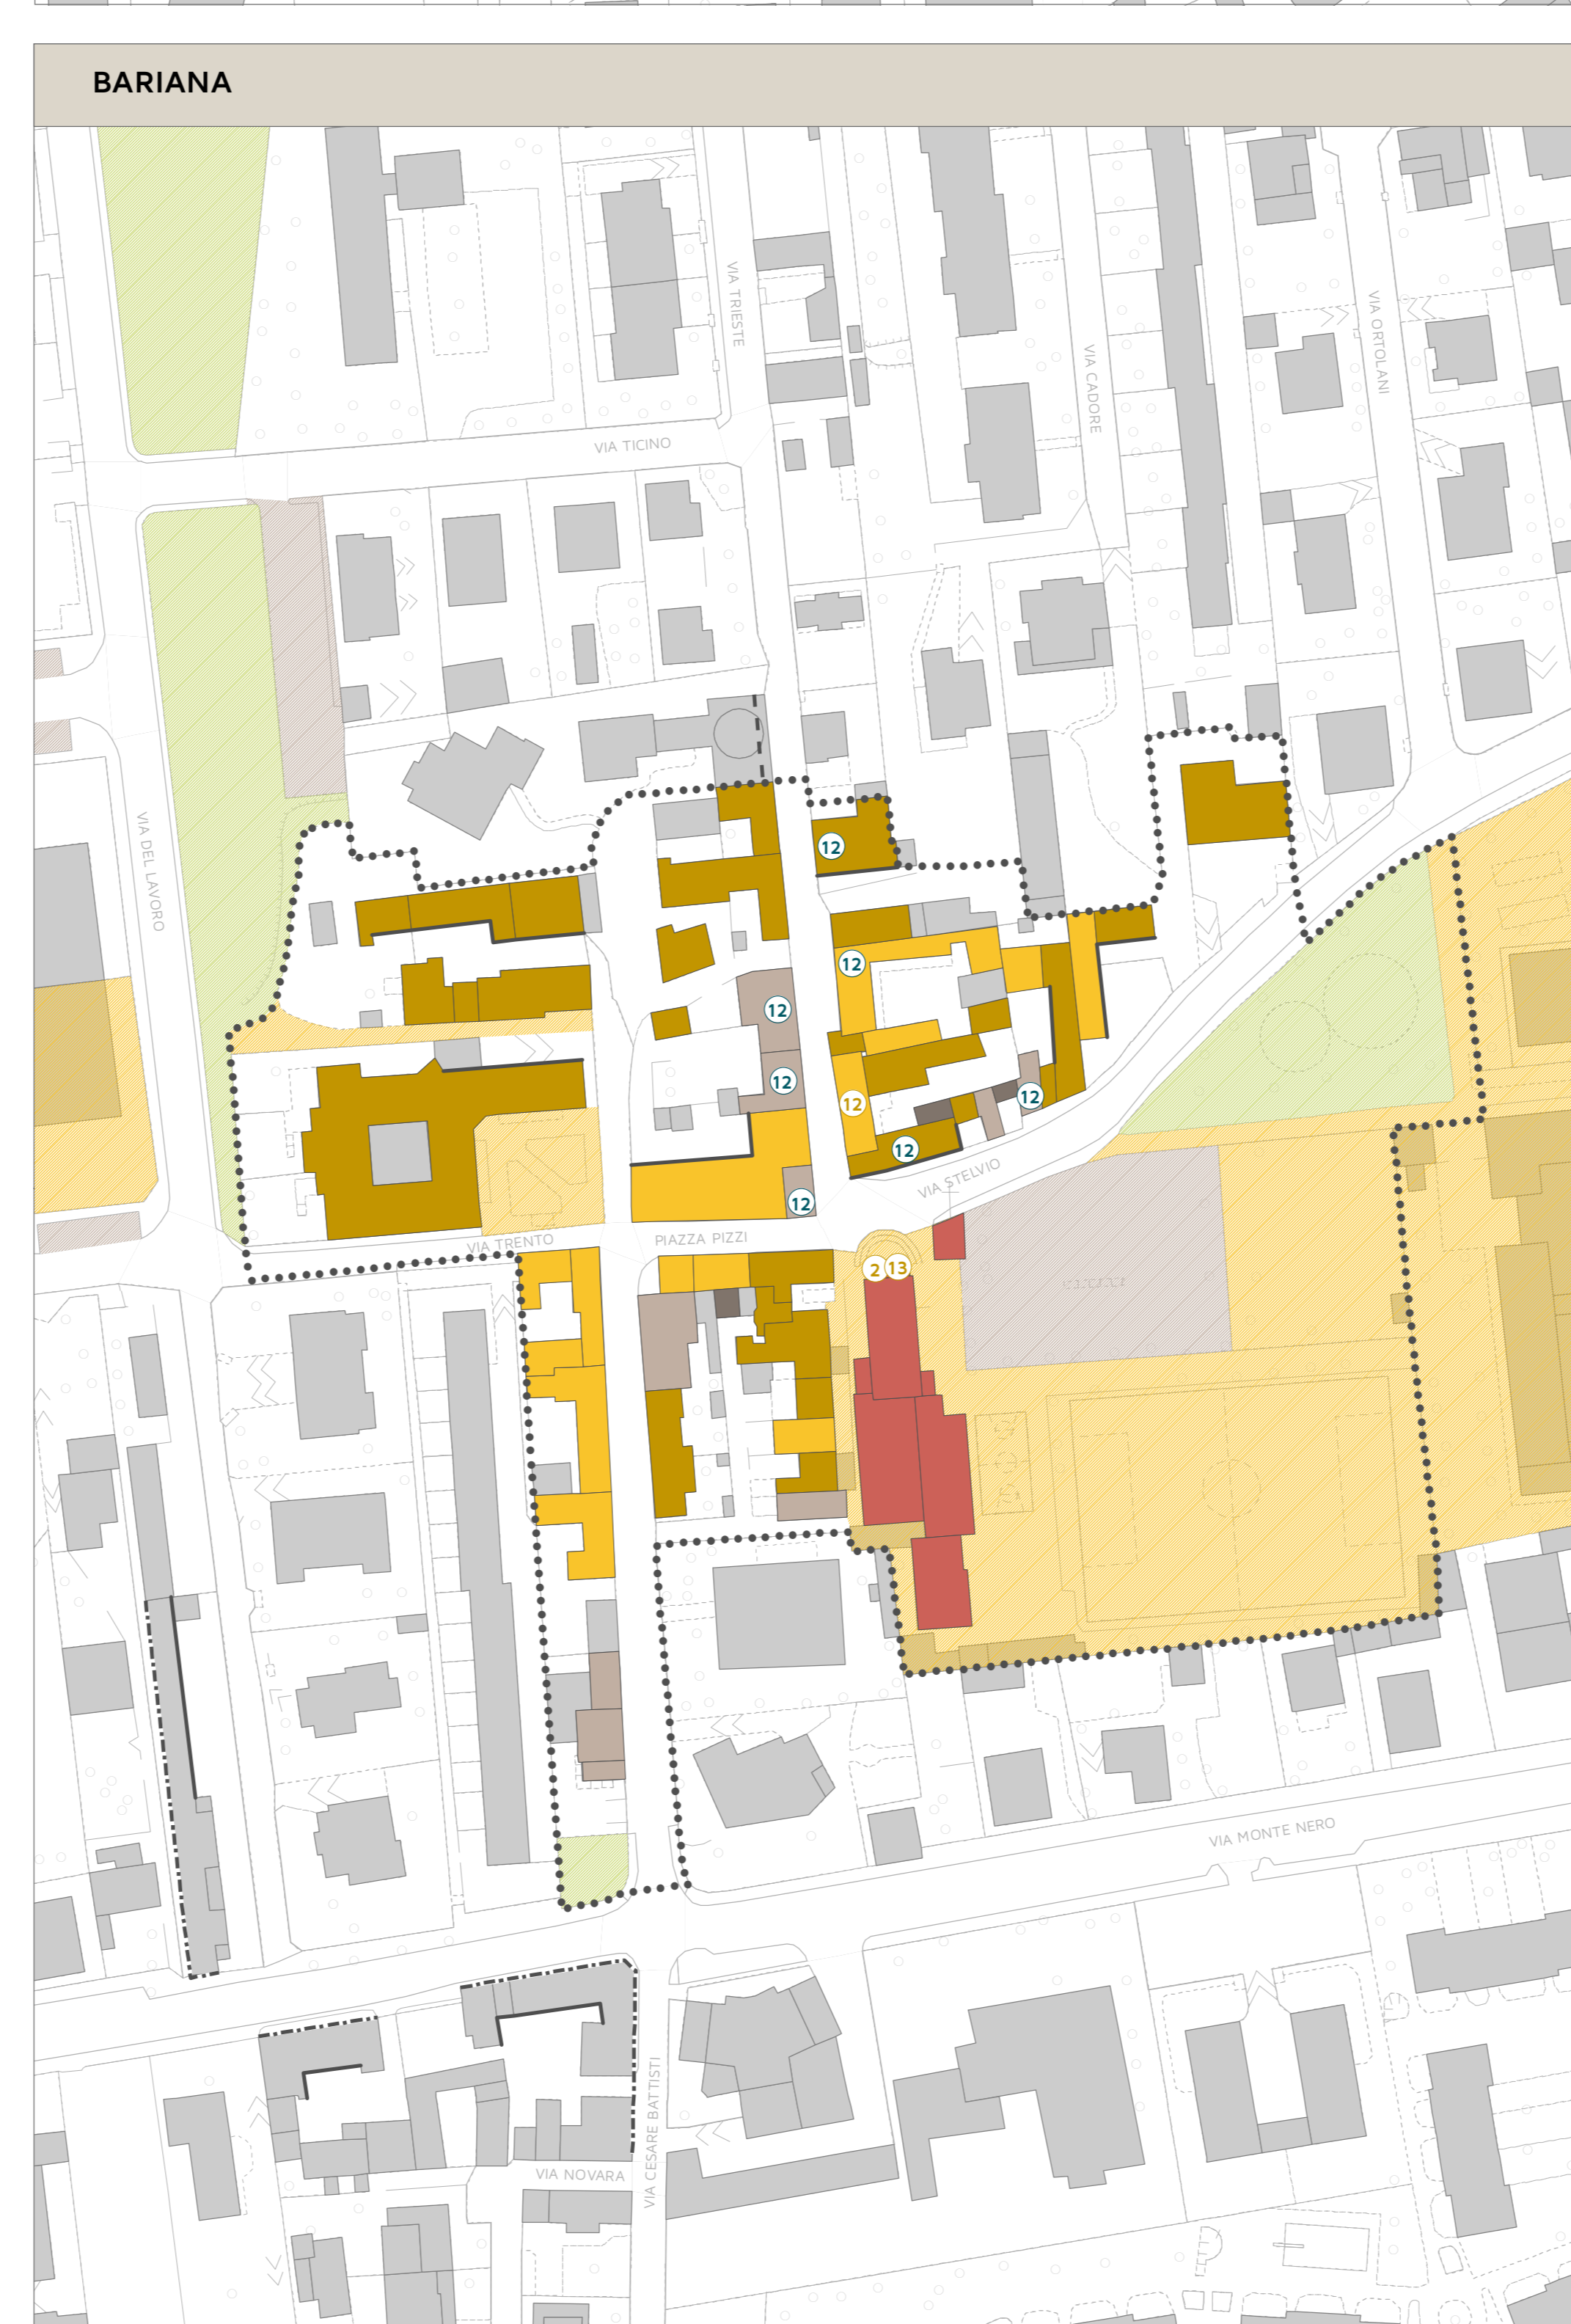 BARIANA
VIA TRIESTE
VIA ORTOLANI
VIA CADORE
VIA TICINO
VIA DEL LAVORO
12
12
12
12
12
12
12
12
VIA STELVIO
VIA TRENTO
PIAZZA PIZZI
2
13
VIA MONTE NERO
VIA CESARE BATTISTI
VIA NOVARA